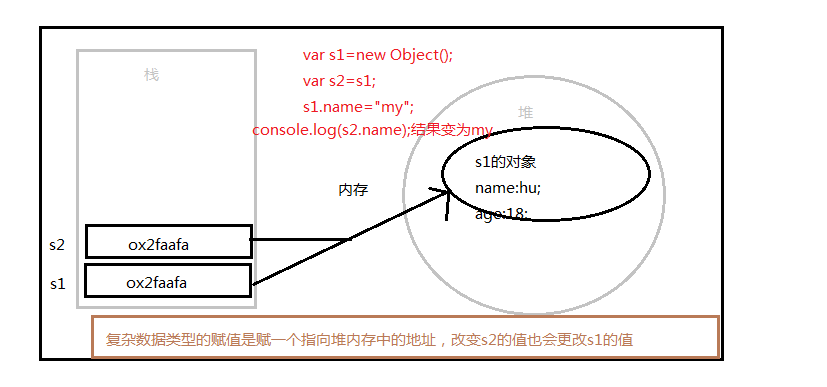 var s1=new Object();
栈
var s2=s1;
s1.name="my";
堆
console.log(s2.name);结果变为my
s1的对象
内存
name:hu;
age:18;
s2
ox2faafa
s1
ox2faafa
复杂数据类型的赋值是赋一个指向堆内存中的地址，改变s2的值也会更改s1的值